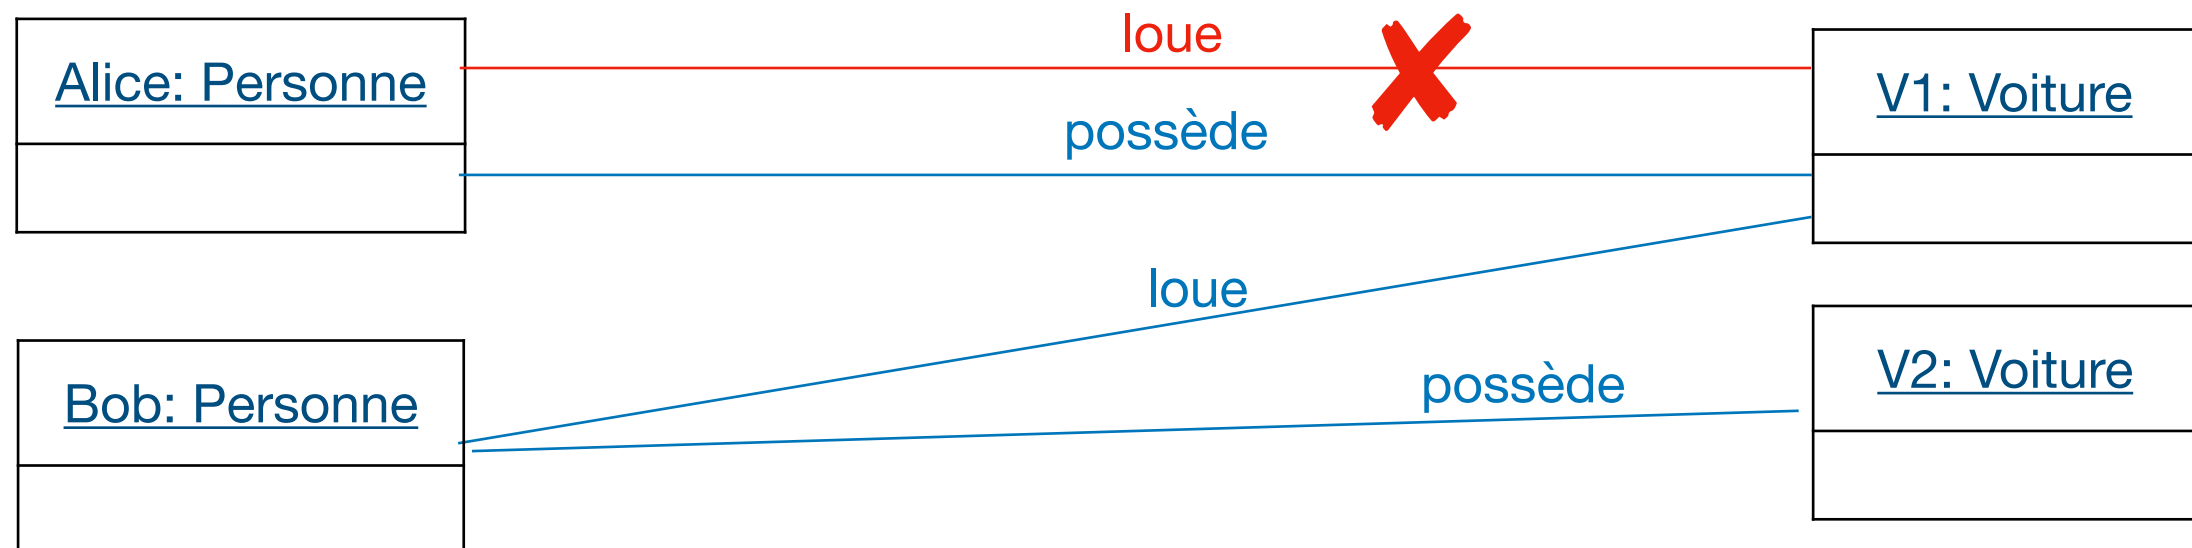 loue
Alice: Personne
V1: Voiture
possède
loue
Bob: Personne
possède
V2: Voiture